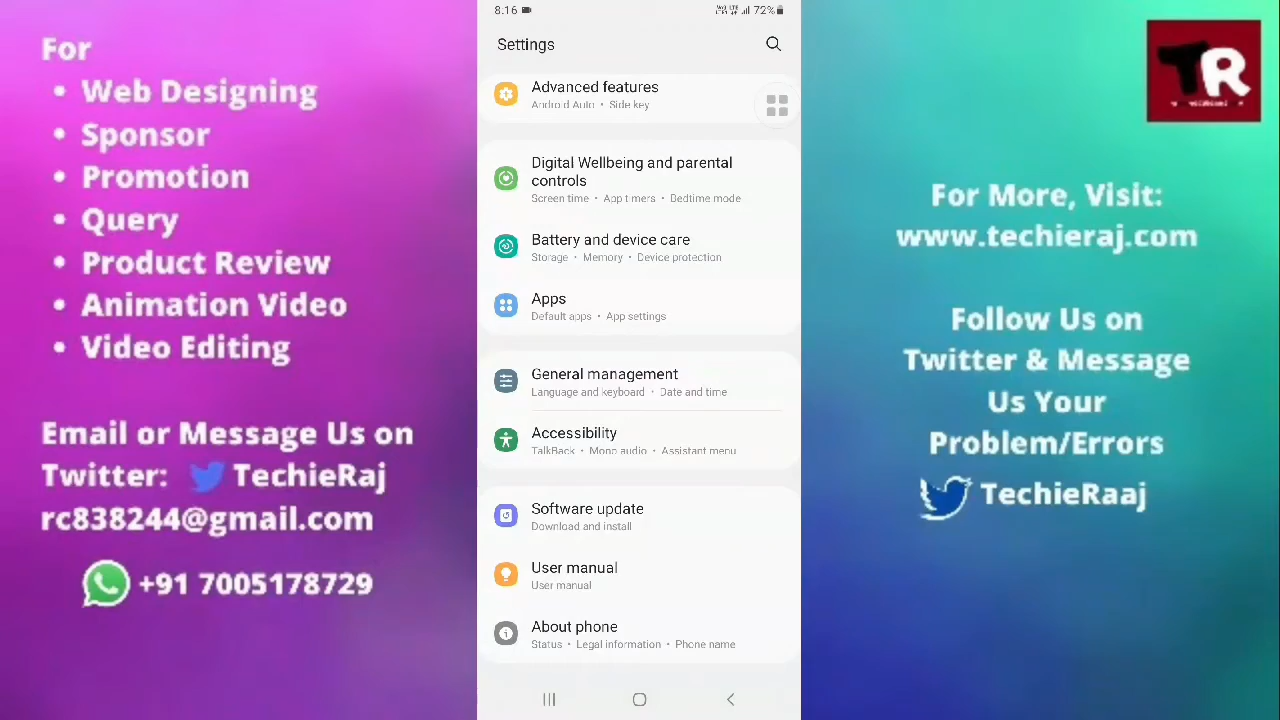 For
• Web Designing
• Sponsor
• Promotion
• Query
• Product Review
• Animation Video
• Video Editing
Email or Message Us on
Twitter: TechieRaj
rc838244@gmail.com
+91 7005178729
8:16
72%
Settings
Advanced features
Android Auto • Side key
Digital Wellbeing and parental
controls
Screen time • App timers • Bedtime mode
Battery and device care
Storage • Memory • Device protection
Apps
Default apps • App settings
General management
Language and keyboard • Date and time
Accessibility
TalkBack • Mono audio • Assistant menu
Software update
Download and install
User manual
User manual
About phone
Status • Legal information • Phone name
TR
For More, Visit:
www.techieraj.com
Follow Us on
Twitter & Message
Us Your
Problem/Errors
TechieRaaj